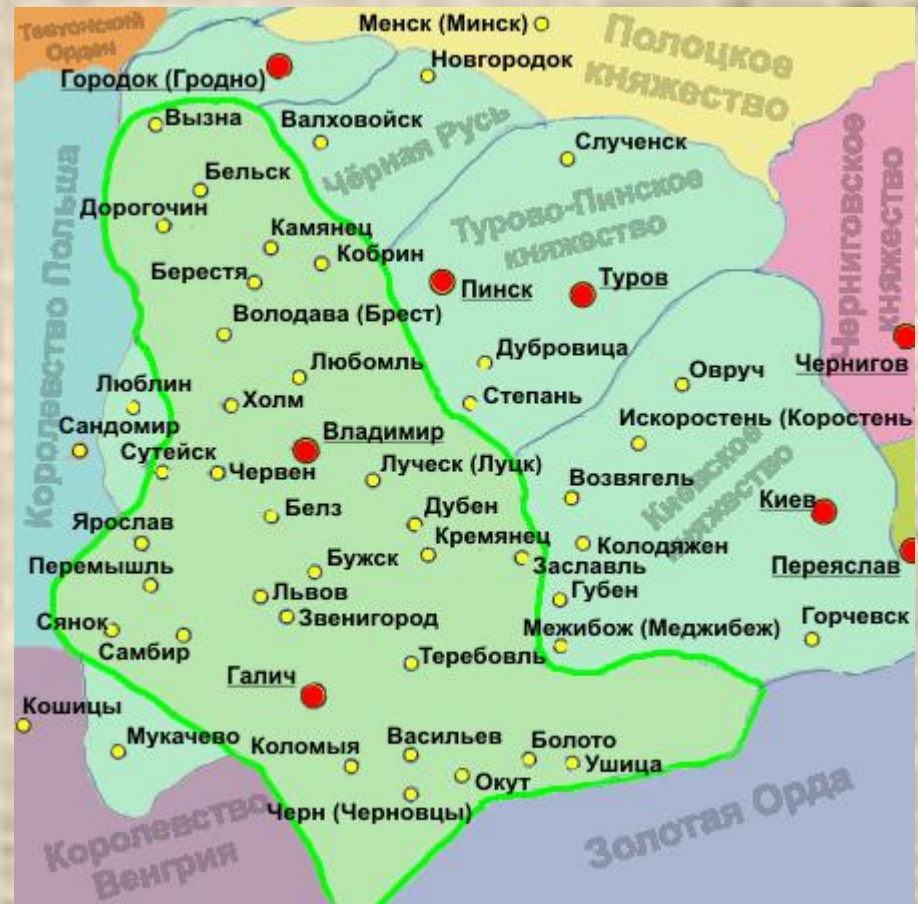 Тевтонский
Орден
Менск (Минск)
Полоцкое
княжество
Городок (Гродно)
Новгородок
Вызна
Валховойск
Чёрная Русь
Слученск
Черниговское
княжество
Бельск
Дорогочин
Турово-Пинское
княжество
Королевство Польша
Камянец
Кобрин
Берестя
Пинск
Туров
Володава (Брест)
Чернигов
Дубровица
Любомль
Овруч
Люблин
Холм
Степань
Искоростень (Коростень
Сандомир
Владимир
Сутейск
Червен
Луческ (Луцк)
Возвягель
Киевское
княжество
Киев
Белз
Дубен
Ярослав
Кремянец
Колодяжен
Перемышль
Бужск
Заславль
Переяслав
Львов
Губен
Звенигород
Сянок
Самбир
Межибож (Меджибеж)
Горчевск
Теребовль
Галич
Кошицы
Мукачево
Коломыя
Васильев
Болото
Ушица
Окут
Черн (Черновцы)
Королевство
Венгрия
Золотая Орда